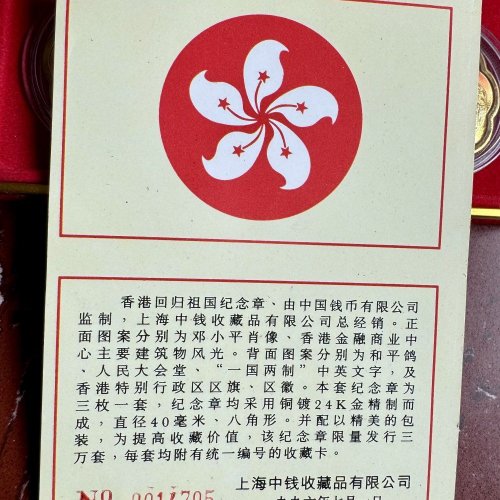 香港回归祖国纪念章、由中国钱币有限公司
监制，上海中钱收藏品有限公司总经销。正
面图案分别为邓小平肖像、香港金融商业中
心主要建筑物风光。背面图案分别为和平鸽
、人民大会堂、“一国两制”中英文字，及
香港特别行政区区旗、区徽。本套纪念章为
三枚一套，纪念章均采用铜镀24K金精制而
成，直径40毫米、八角形。并配以精美的包
装，为提高收藏价值，该纪念章限量发行三
万套，每套均附有统一编号的收藏卡。
上海中钱收藏品有限公司